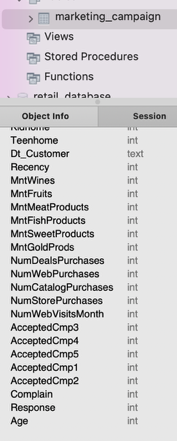 marketing_campaign
Views
Stored Procedures
Functions
retail_database
Object Info Session
Kidhome int
Teenhome int
Dt_Customer text
Recency int
MntWines int
MntFruits int
MntMeatProducts int
MntFishProducts int
MntSweetProducts int
MntGoldProds int
NumDealsPurchases int
NumWebPurchases int
NumCatalogPurchases int
NumStorePurchases int
NumWebVisitsMonth int
AcceptedCmp3 int
AcceptedCmp4 int
AcceptedCmp5 int
AcceptedCmp1 int
AcceptedCmp2 int
Complain int
Response int
Age int